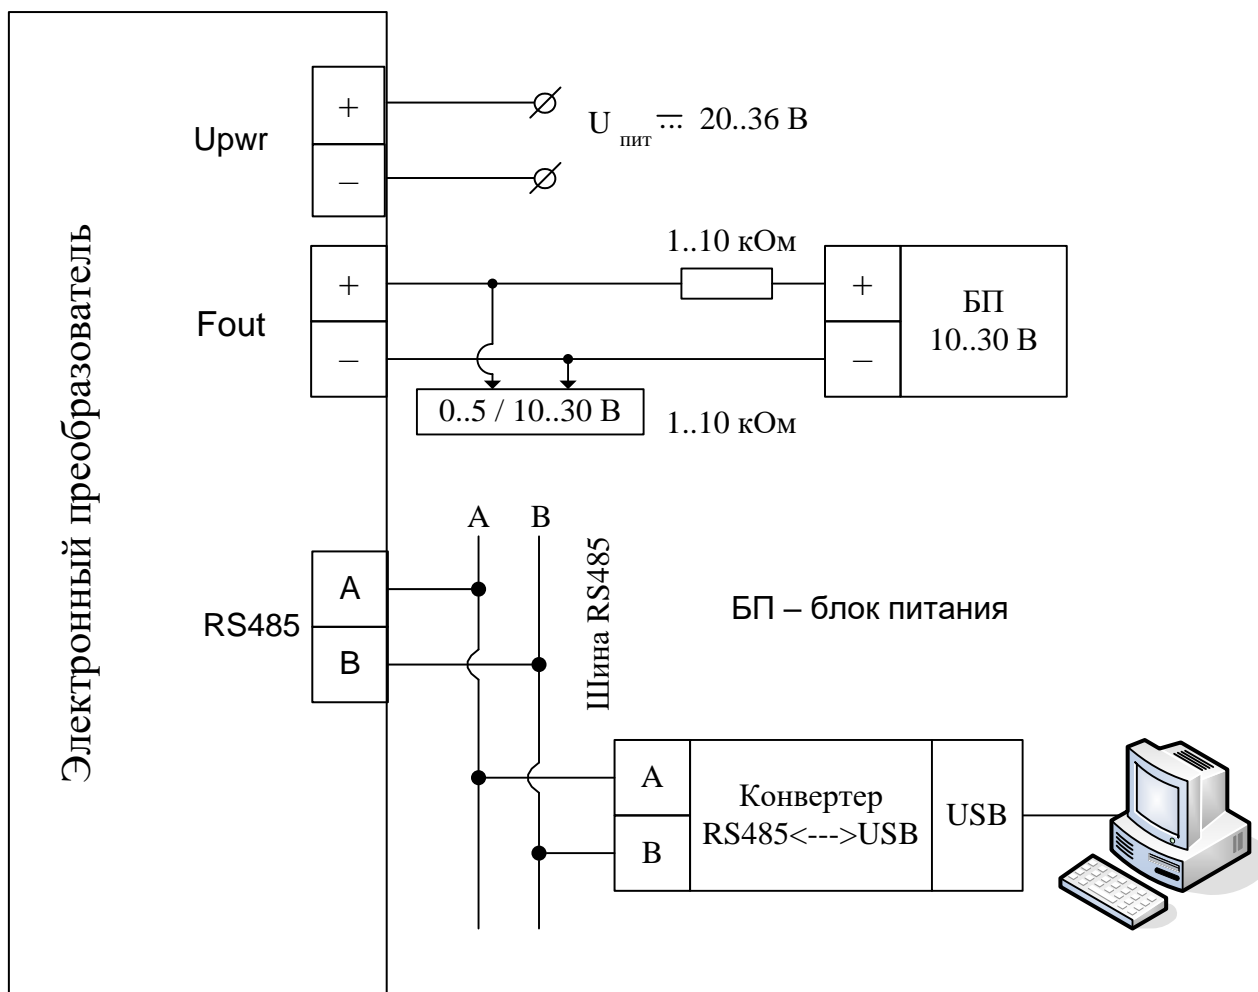 Электронный преобразователь
Upwr
+
–
U пит ⎓ 20..36 В
Fout
+
–
1..10 кОм
+
–
БП
10..30 В
0..5 / 10..30 В
1..10 кОм
А В
Шина RS485
RS485
A
B
БП – блок питания
А
В
Конвертер
RS485<--->USB
USB